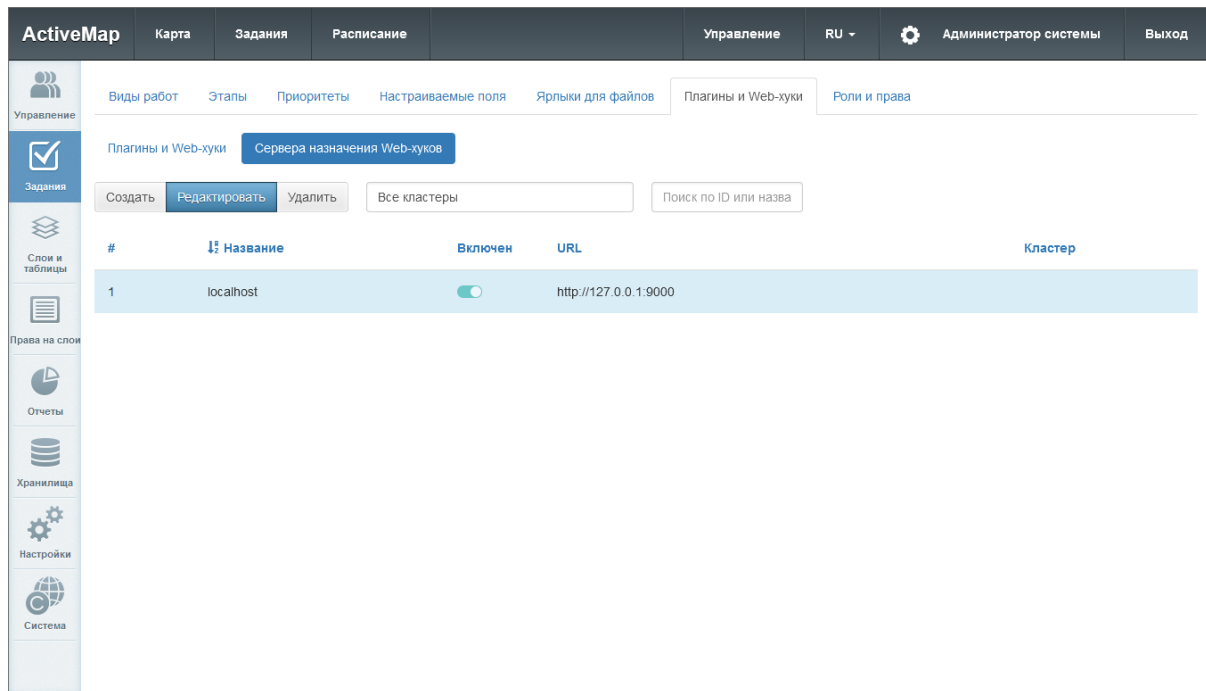 ActiveMap Карта Задания Расписание Управление RU Администратор системы Выход
Управление
Задания
Слои и
таблицы
Права на слои
Отчеты
Хранилища
Настройки
Система
Виды работ Этапы Приоритеты Настраиваемые поля Ярлыки для файлов Плагины и Web-хуки Роли и права
Плагины и Web-хуки Сервера назначения Web-хуков
Создать Редактировать Удалить Все кластеры Поиск по ID или назва
# Название Включен URL Кластер
1 localhost http://127.0.0.1:9000